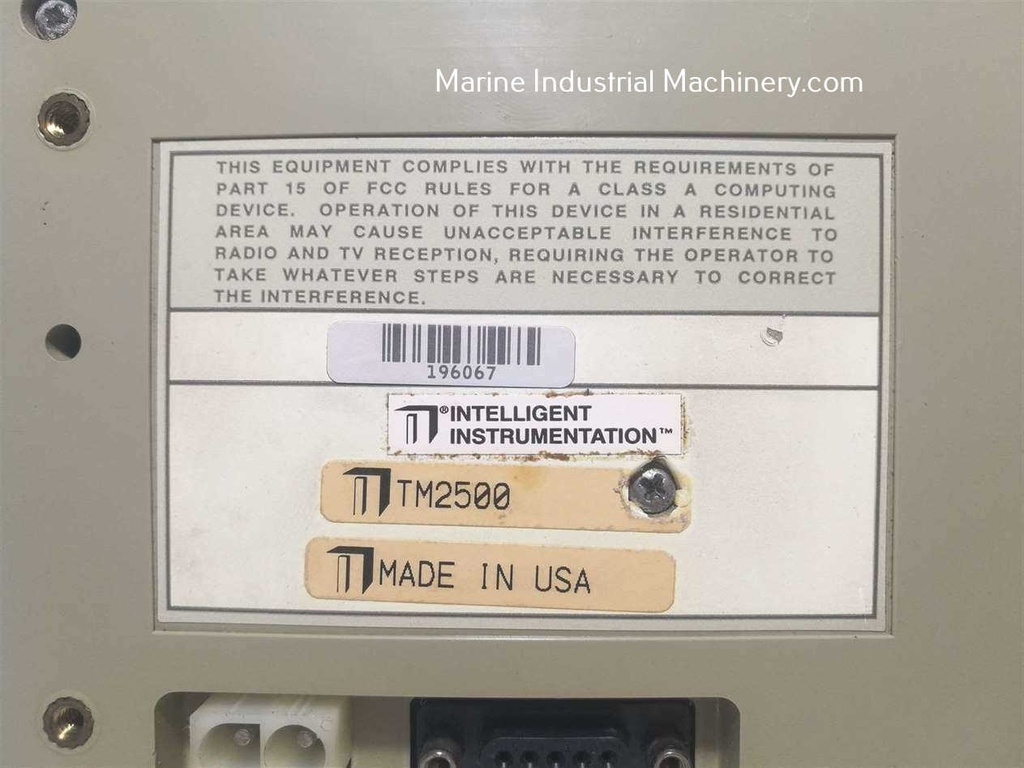 Marine Industrial Machinery.com
THIS EQUIPMENT COMPLIES WITH THE REQUIREMENTS OF
PART 15 OF FCC RULES FOR A CLASS A COMPUTING
DEVICE. OPERATION OF THIS DEVICE IN A RESIDENTIAL
AREA MAY CAUSE UNACCEPTABLE INTERFERENCE TO
RADIO AND TV RECEPTION, REQUIRING THE OPERATOR TO
TAKE WHATEVER STEPS ARE NECESSARY TO CORRECT
THE INTERFERENCE.
196067
®INTELLIGENT
INSTRUMENTATION™
TM2500
MADE IN USA